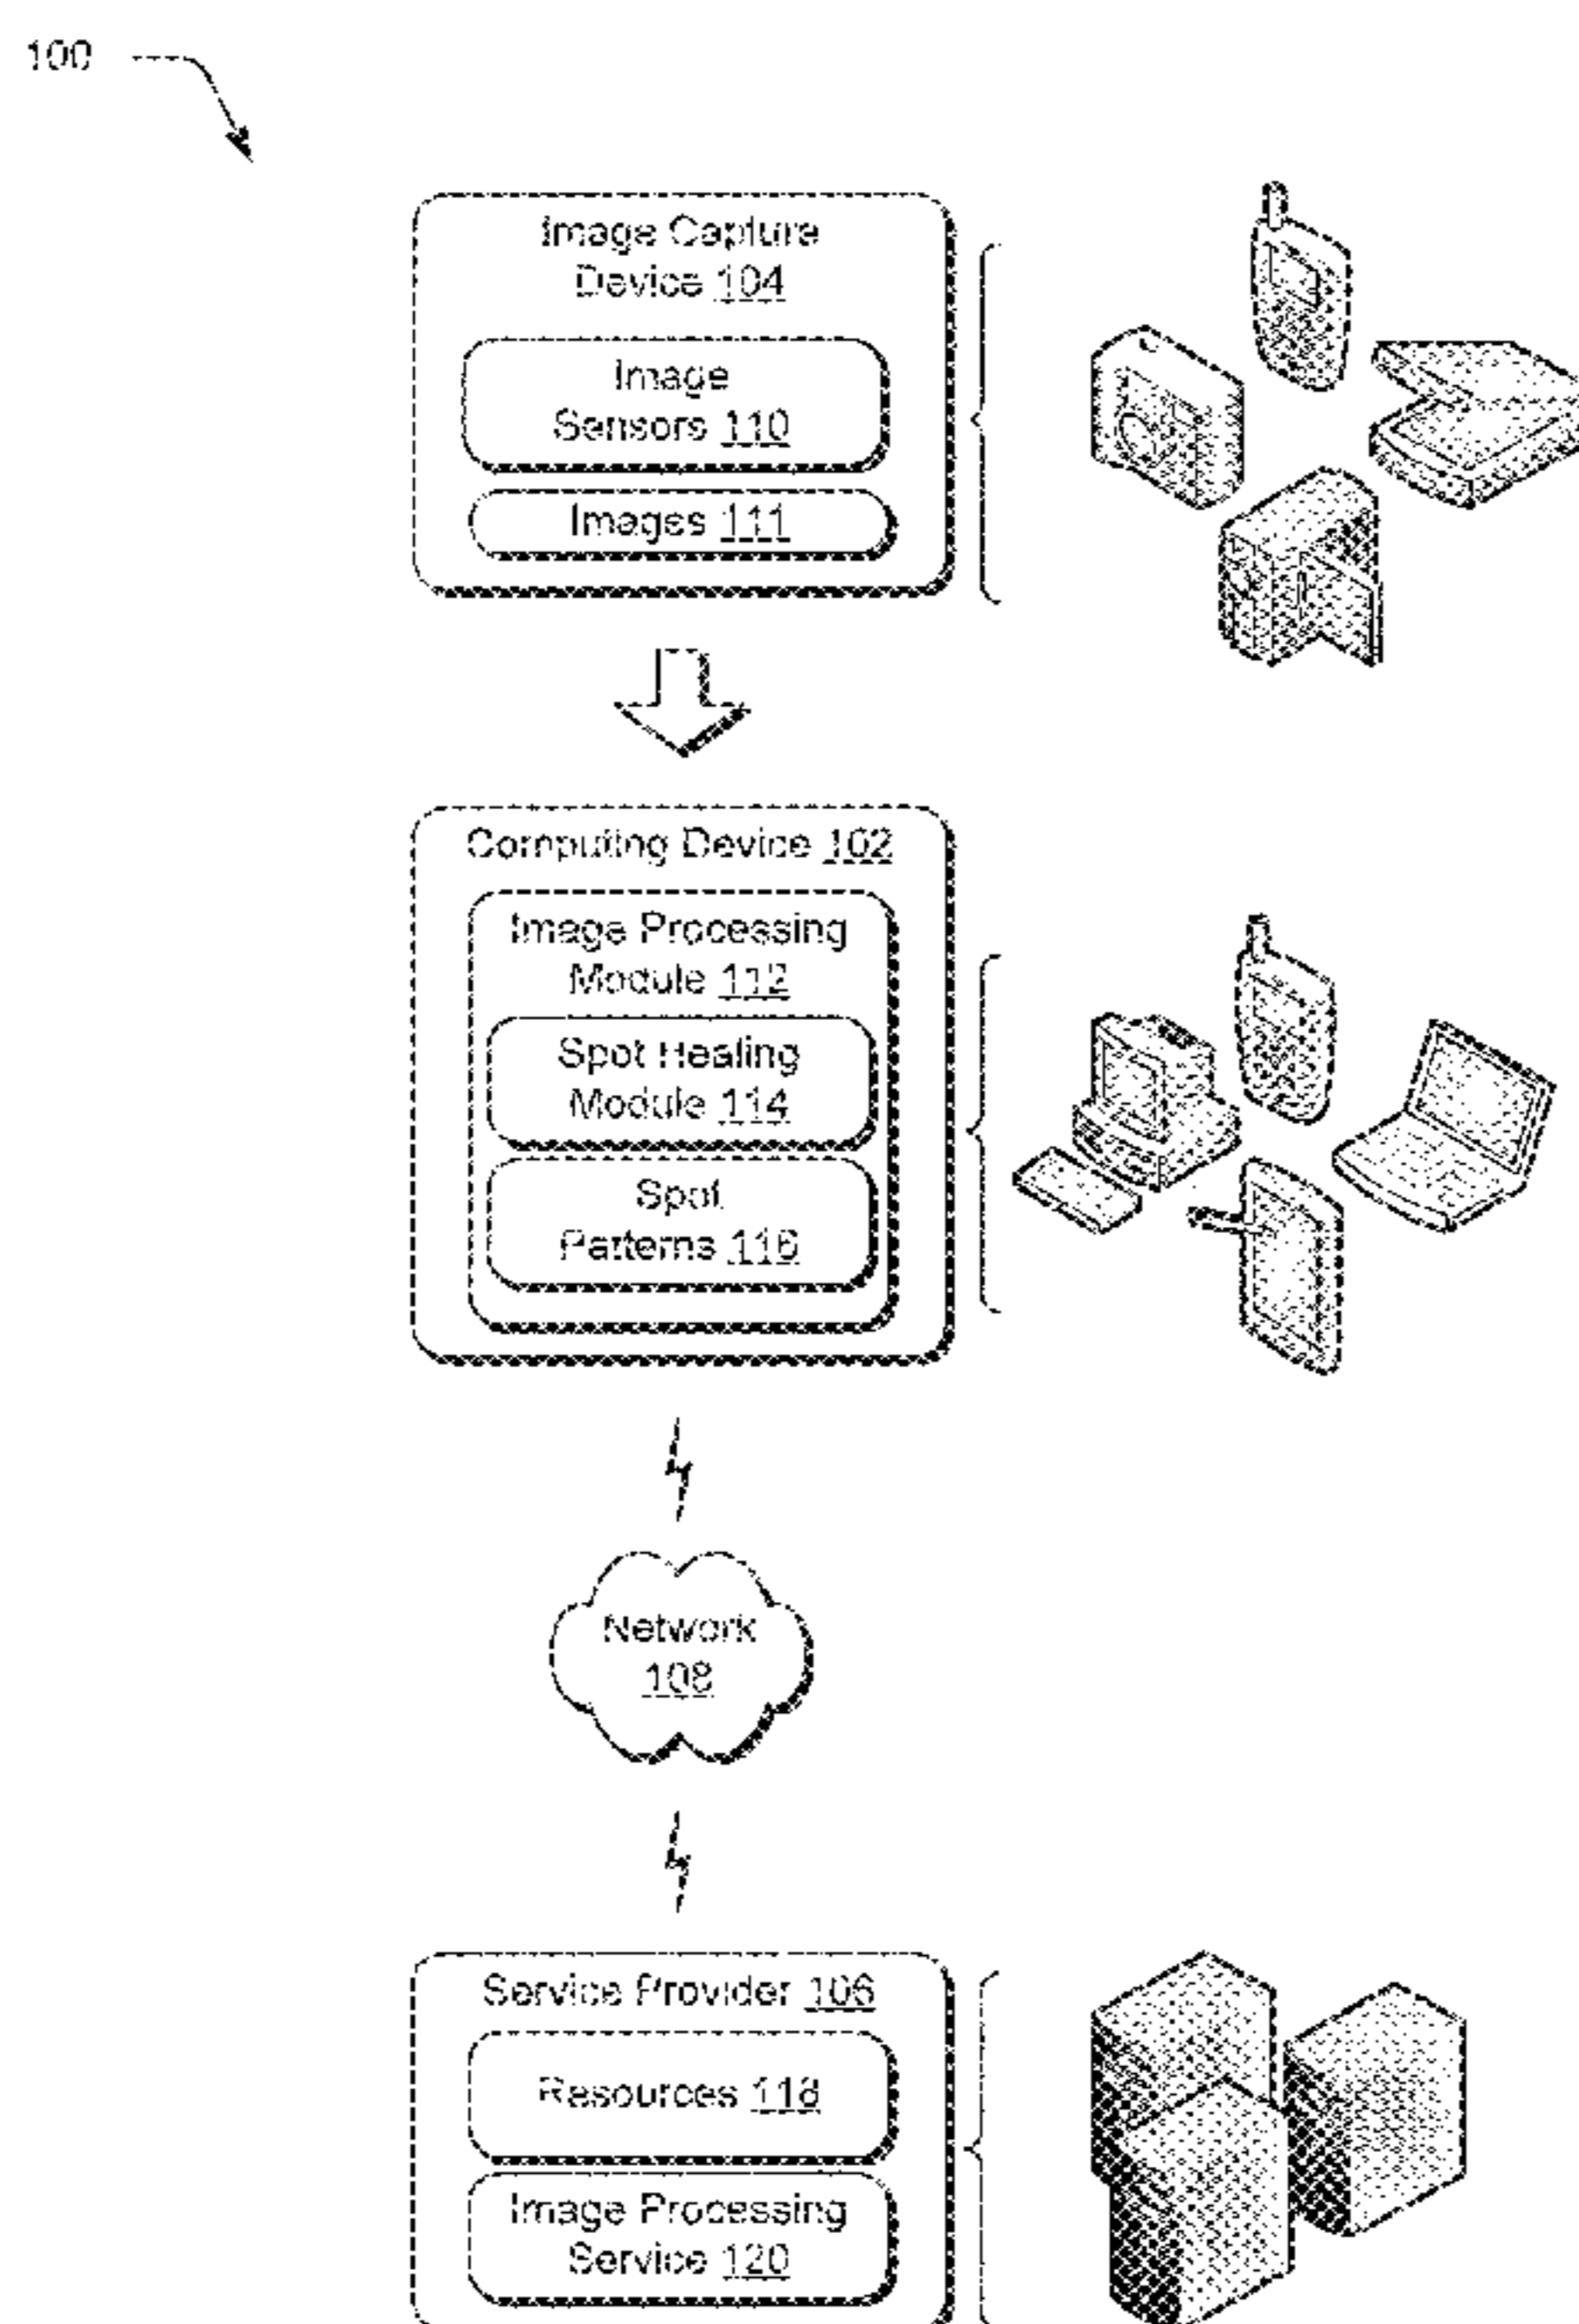 100
Image Capture
Device 104
Image
Sensors 110
Images 111
Computing Device 102
Image Processing
Module 112
Spot Healing
Module 114
Spot
Patterns 116
Network
108
Service Provider 106
Resources 118
Image Processing
Service 120